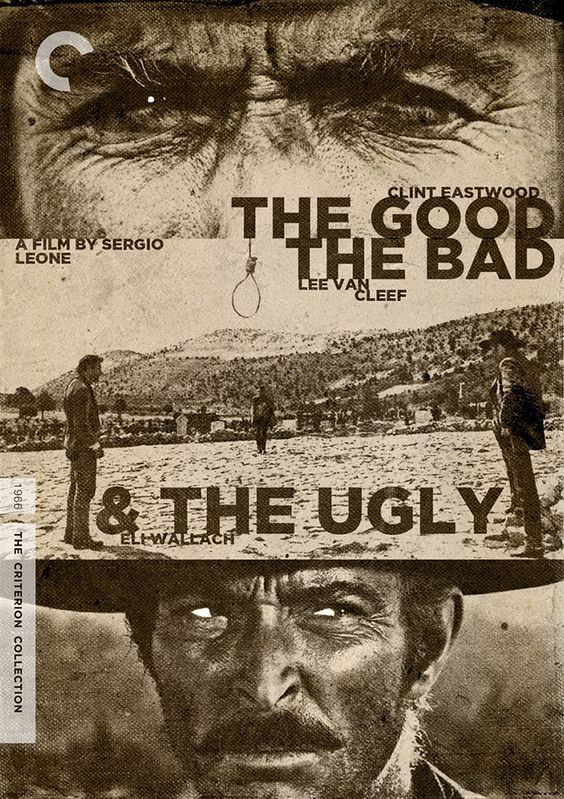 CLINT EASTWOOD
THE GOOD
A FILM BY SERGIO
LEONE
THE BAD
LEE VAN
CLEEF
& THE UGLY
ELI WALLACH
1966
THE CRITERION COLLECTION